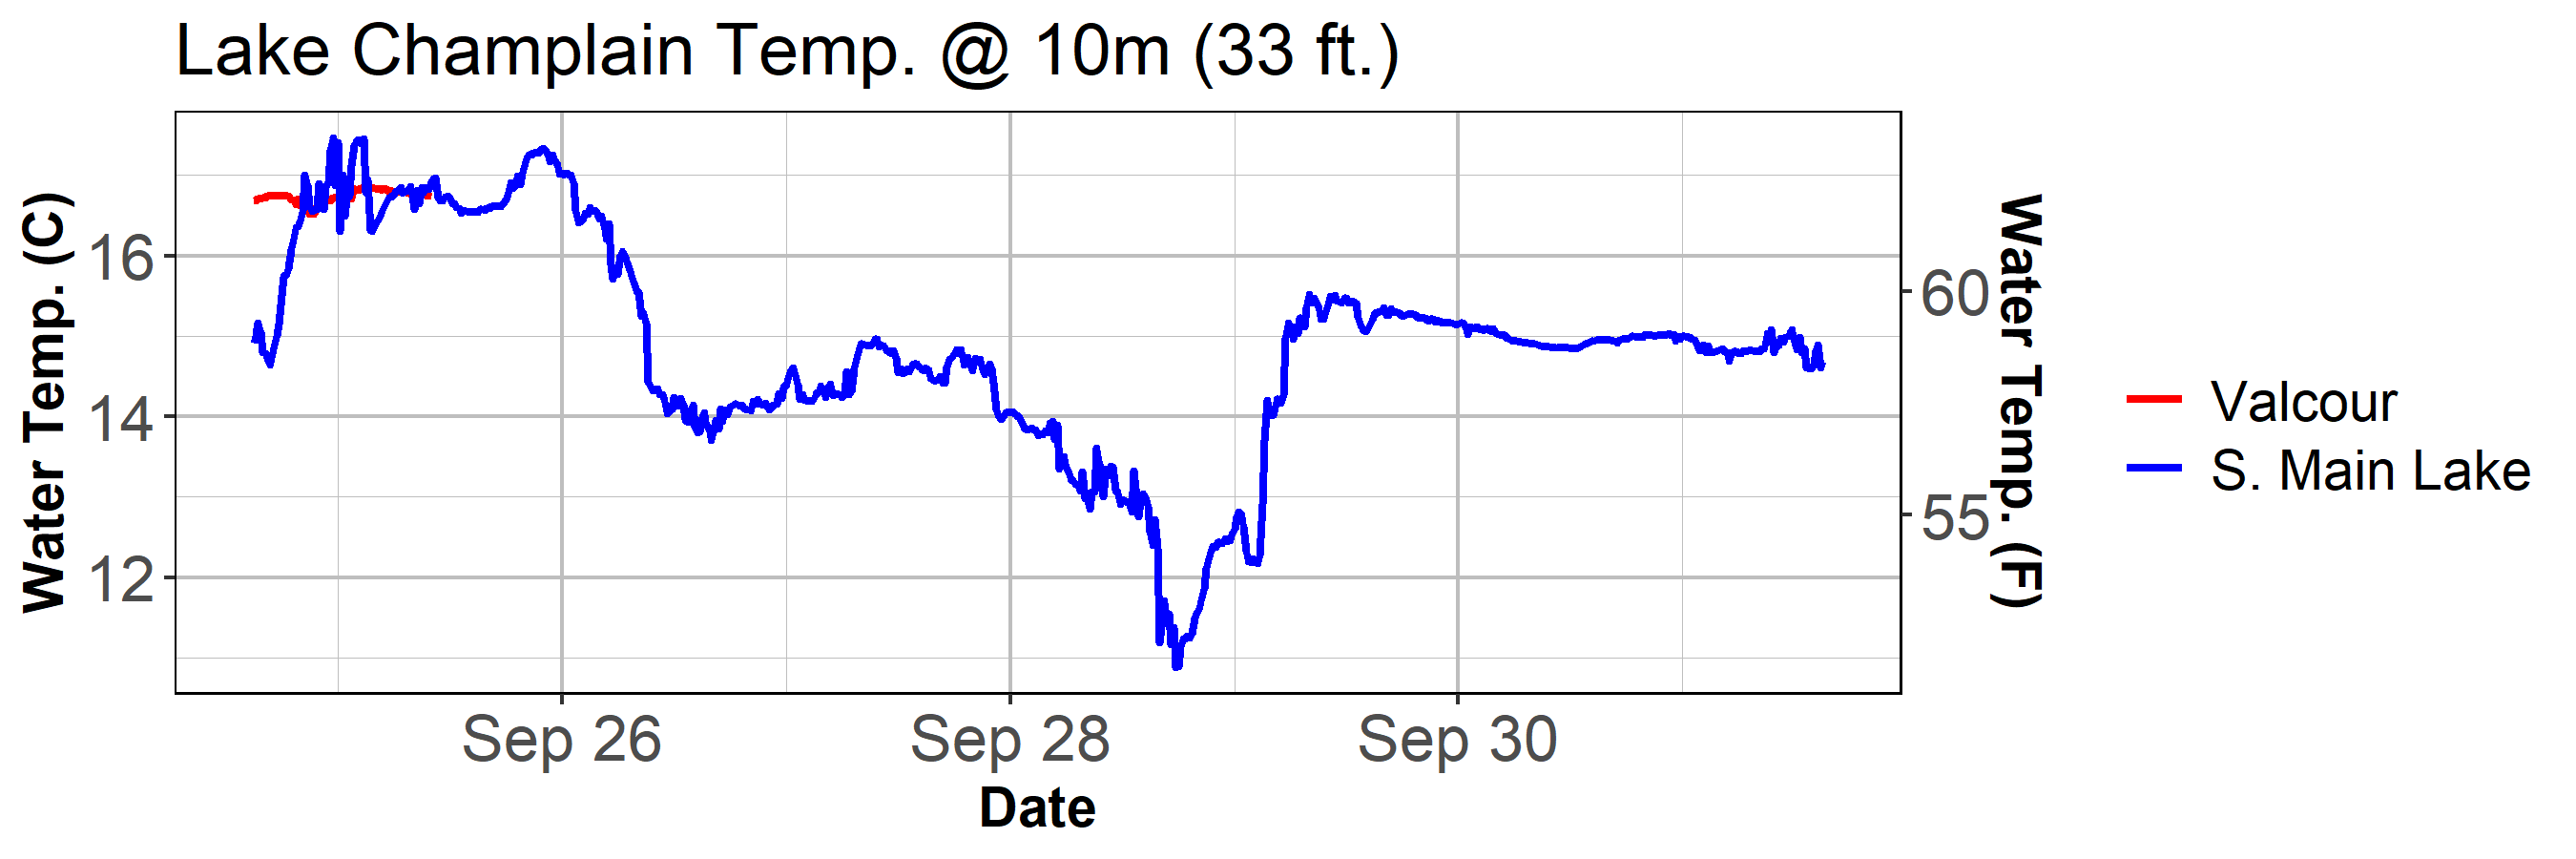 Lake Champlain Temp. @ 10m (33 ft.)
Water Temp. (C)
16
14
12
60
55
Water Temp. (F)
Sep 26
Sep 28
Sep 30
Date
Valcour
S. Main Lake